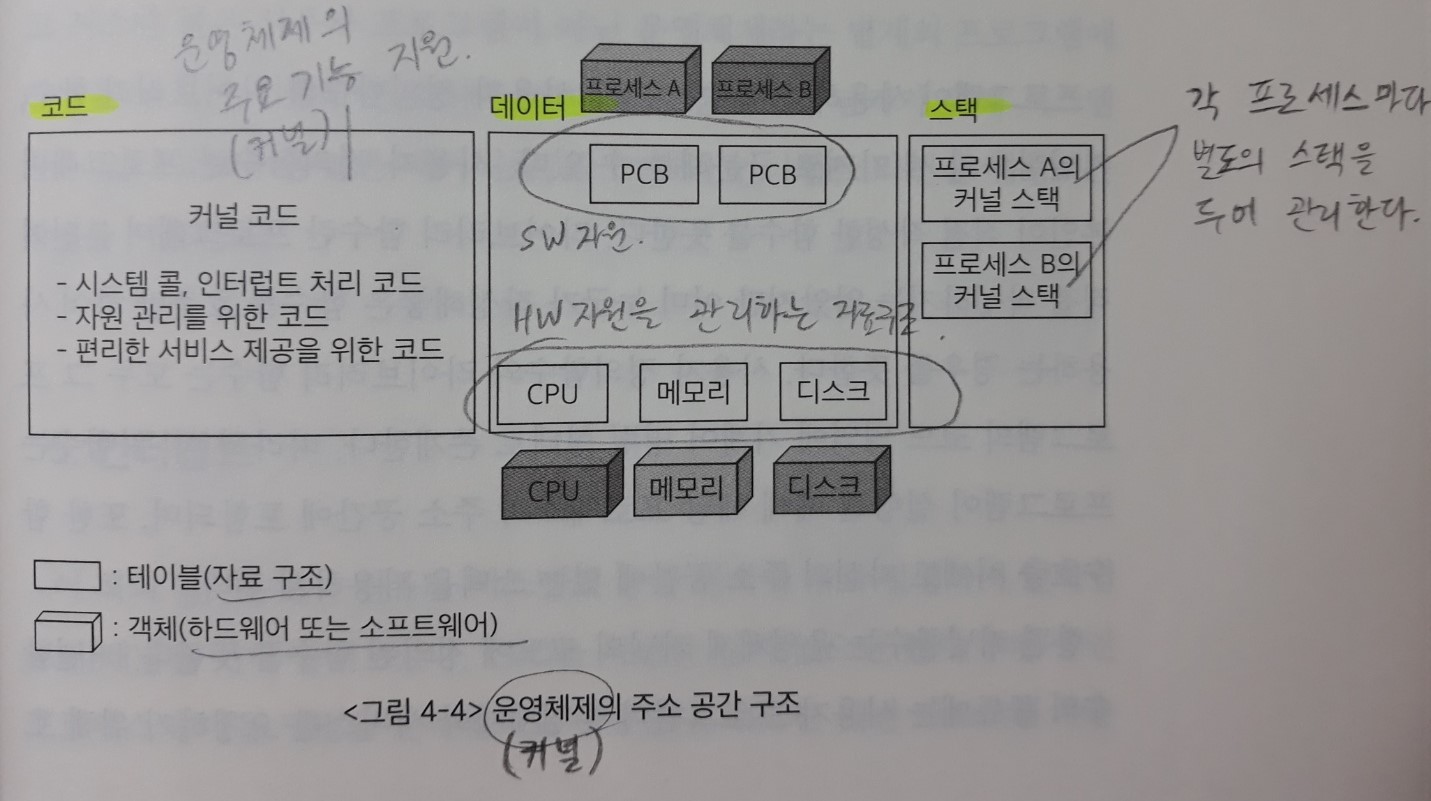 운영체제의
주요 기능 지원.
(커널)
코드
커널 코드
- 시스템 콜, 인터럽트 처리 코드
- 자원 관리를 위한 코드
- 편리한 서비스 제공을 위한 코드
데이터
프로세스 A
프로세스 B
PCB
PCB
SW 자원.
HW 자원을 관리하는 자료구조.
CPU
메모리
디스크
CPU
메모리
디스크
스택
프로세스 A의
커널 스택
프로세스 B의
커널 스택
각 프로세스마다
별도의 스택을
두어 관리한다.
: 테이블(자료 구조)
: 객체(하드웨어 또는 소프트웨어)
<그림 4-4> 운영체제의 주소 공간 구조
(커널)